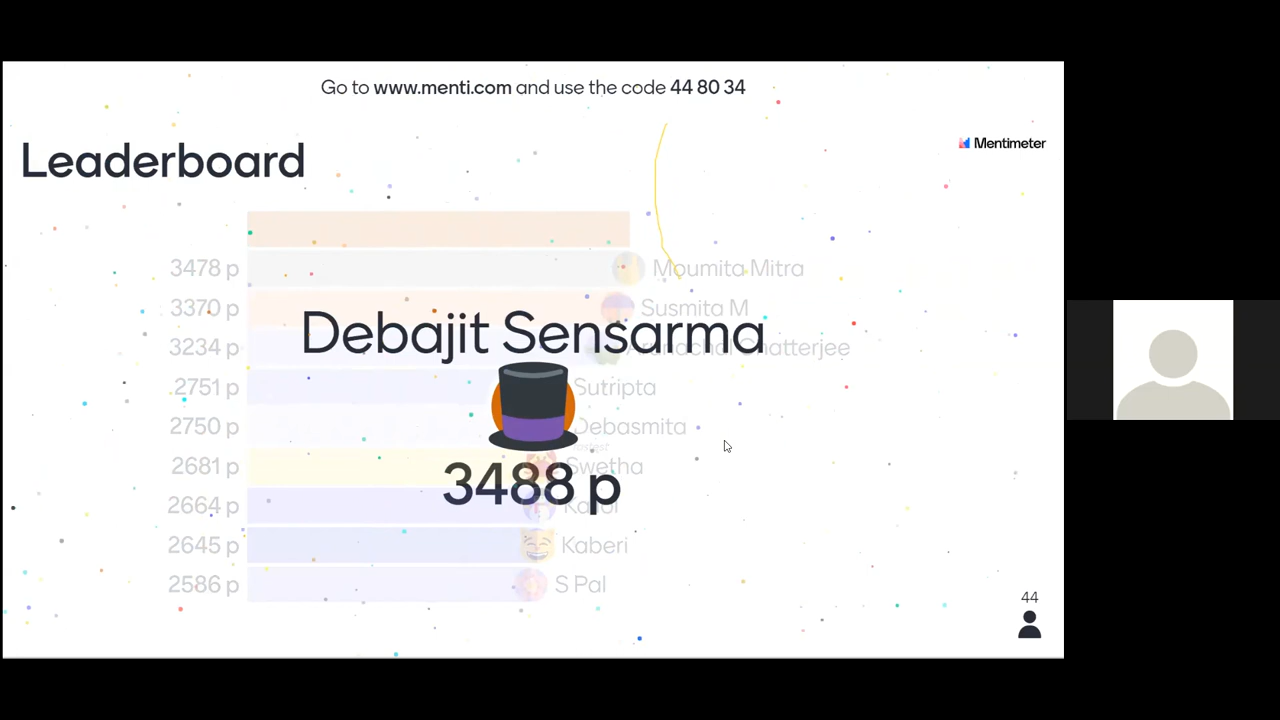 Go to www.menti.com and use the code 44 80 34
Mentimeter
Leaderboard
3478 p Moumita Mitra
3370 p Susmita M
Debajit Sensarma
3234 p Chatterjee
2751 p Sutripta
2750 p Debasmita
2681 p Swetha
3488 p
2664 p
2645 p Kaberi
2586 p S Pal
44